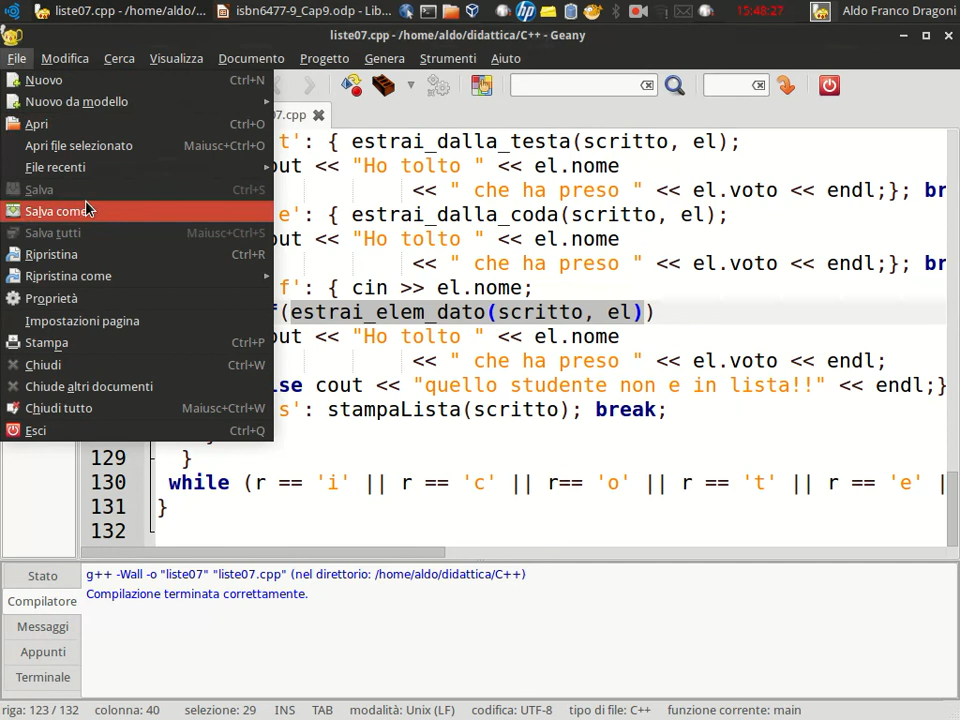 liste07.cpp - /home/aldo/... isbn6477-9_Cap9.odp - Lib... 15:48:27 Aldo Franco Dragoni
liste07.cpp - /home/aldo/didattica/C++ - Geany
File Modifica Cerca Visualizza Documento Progetto Genera Strumenti Aiuto
Nuovo Ctrl+N
Nuovo da modello
Apri Ctrl+O
Apri file selezionato Maiusc+Ctrl+O
File recenti
Salva Ctrl+S
Salva come
Salva tutti Maiusc+Ctrl+S
Ripristina Ctrl+R
Ripristina come
Proprietà
Impostazioni pagina
Stampa Ctrl+P
Chiudi Ctrl+W
Chiude altri documenti
Chiudi tutto Maiusc+Ctrl+W
Esci Ctrl+Q
07.cpp
t': { estrai_dalla_testa(scritto, el);
out << "Ho tolto " << el.nome
<< " che ha preso " << el.voto << endl;}; br
e': { estrai_dalla_coda(scritto, el);
out << "Ho tolto " << el.nome
<< " che ha preso " << el.voto << endl;}; br
f': { cin >> el.nome;
f(estrai_elem_dato(scritto, el))
out << "Ho tolto " << el.nome
<< " che ha preso " << el.voto << endl;
lse cout << "quello studente non e in lista!!" << endl;}
s': stampaLista(scritto); break;
129 }
130 while (r == 'i' || r == 'c' || r== 'o' || r == 't' || r == 'e' |
131 }
132
Stato
Compilatore
Messaggi
Appunti
Terminale
g++ -Wall -o "liste07" "liste07.cpp" (nel direttorio: /home/aldo/didattica/C++)
Compilazione terminata correttamente.
riga: 123 / 132 colonna: 40 selezione: 29 INS TAB modalità: Unix (LF) codifica: UTF-8 tipo di file: C++ funzione corrente: main